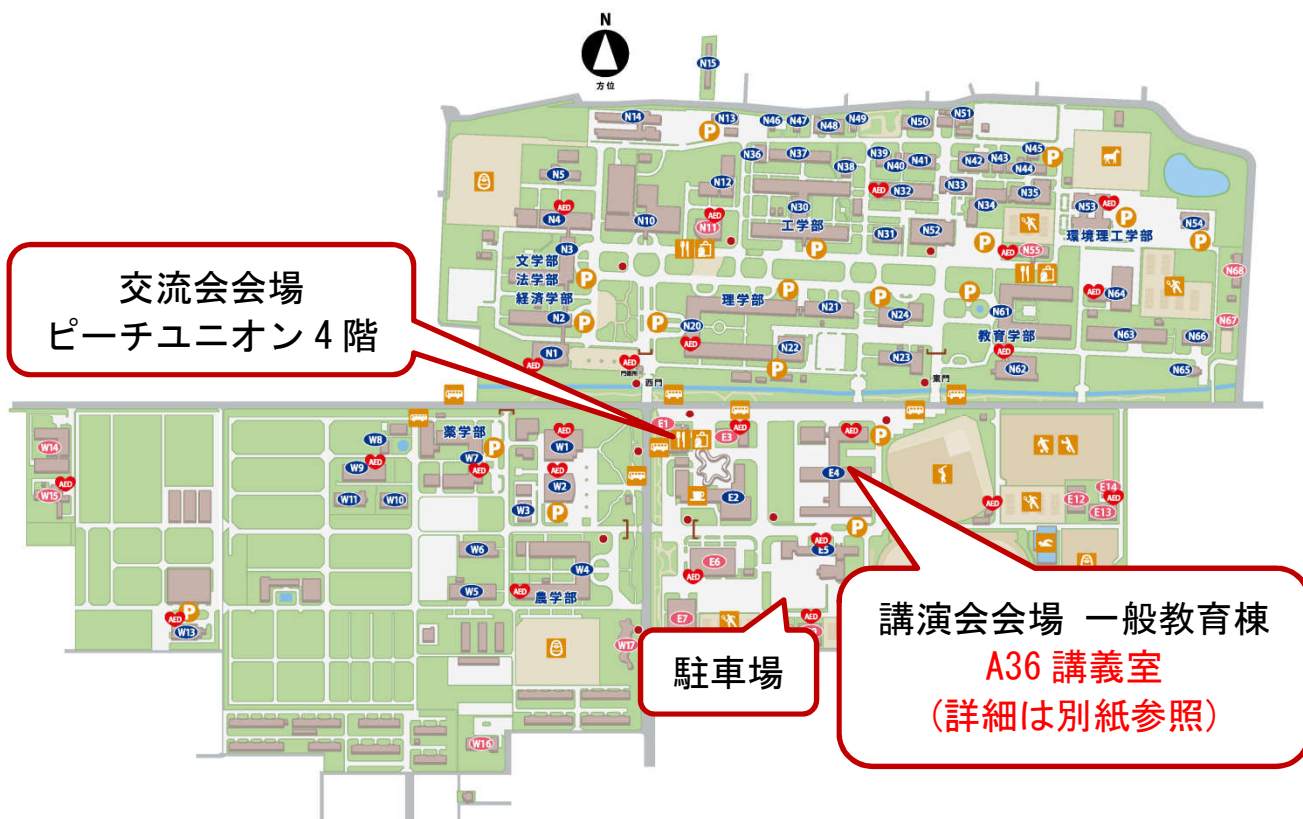 N
方位
N15
N14
N13
N46
N47
N48
N49
N50
N51
P
N36
N37
N38
N39
N40
N41
N42
N43
N45
N44
P
N5
N12
AED
N32
N33
N35
N34
N53
AED
P
N54
P
AED
N4
N10
AED
N11
N30
工学部
N31
N52
P
P
AED
N55
環境理工学部
N3
文学部
法学部
経済学部
P
N68
交流会会場
ピーチユニオン 4 階
理学部
P
N21
P
N24
P
N61
AED
N64
N2
P
P
N20
AED
N22
教育学部
N63
N66
N67
N1
AED
AED
門衛所
西門
P
N23
東門
AED
N62
N65
W14
AED
W15
W8
W9
AED
W11
W10
薬学部
W7
AED
P
AED
W1
AED
W2
W3
P
E1
E3
AED
AED
P
E4
E2
AED
E12
E14
AED
E13
W6
W5
AED
W4
農学部
E6
AED
AED
E5
P
P
AED
W13
W17
E7
AED
W16
駐車場
講演会会場 一般教育棟
A36 講義室
(詳細は別紙参照)